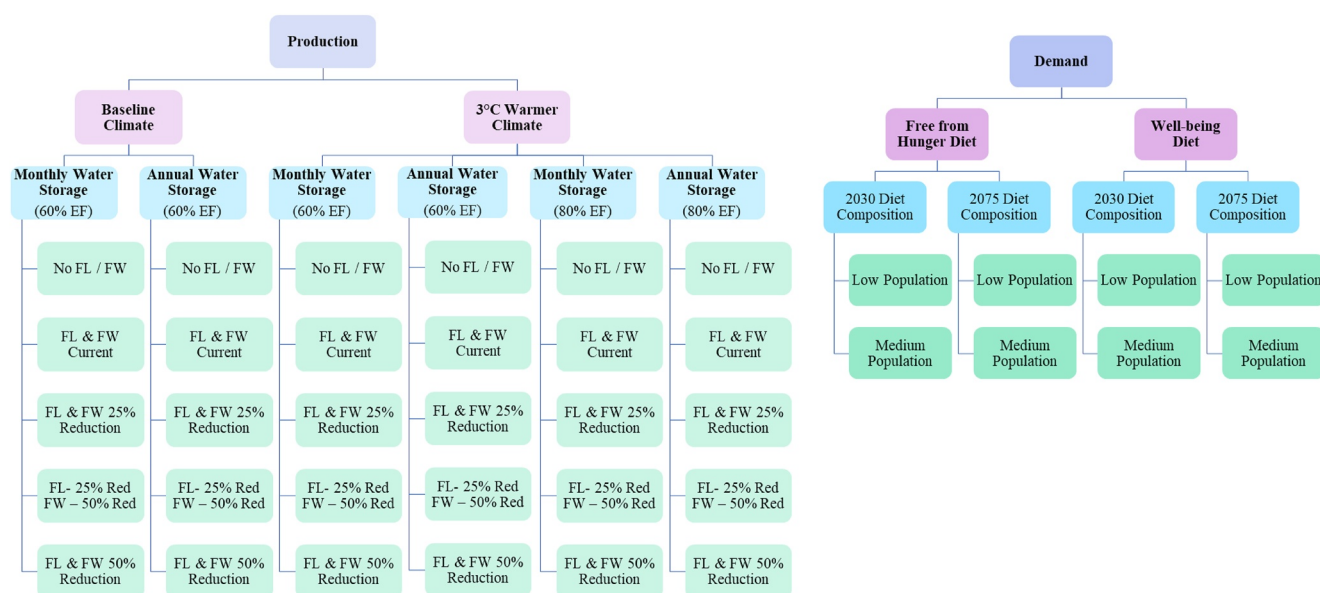 Production
Baseline
Climate
3°C Warmer
Climate
Monthly Water
Storage
(60% EF)
Annual Water
Storage
(60% EF)
Monthly Water
Storage
(60% EF)
Annual Water
Storage
(60% EF)
Monthly Water
Storage
(80% EF)
Annual Water
Storage
(80% EF)
No FL / FW
No FL / FW
No FL / FW
No FL / FW
No FL / FW
No FL / FW
FL & FW
Current
FL & FW
Current
FL & FW
Current
FL & FW
Current
FL & FW
Current
FL & FW
Current
FL & FW 25%
Reduction
FL & FW 25%
Reduction
FL & FW 25%
Reduction
FL & FW 25%
Reduction
FL & FW 25%
Reduction
FL & FW 25%
Reduction
FL- 25% Red
FW – 50% Red
FL- 25% Red
FW – 50% Red
FL- 25% Red
FW – 50% Red
FL- 25% Red
FW – 50% Red
FL- 25% Red
FW – 50% Red
FL- 25% Red
FW – 50% Red
FL & FW 50%
Reduction
FL & FW 50%
Reduction
FL & FW 50%
Reduction
FL & FW 50%
Reduction
FL & FW 50%
Reduction
FL & FW 50%
Reduction
Demand
Free from
Hunger Diet
Well-being
Diet
2030 Diet
Composition
2075 Diet
Composition
2030 Diet
Composition
2075 Diet
Composition
Low Population
Low Population
Low Population
Low Population
Medium
Population
Medium
Population
Medium
Population
Medium
Population